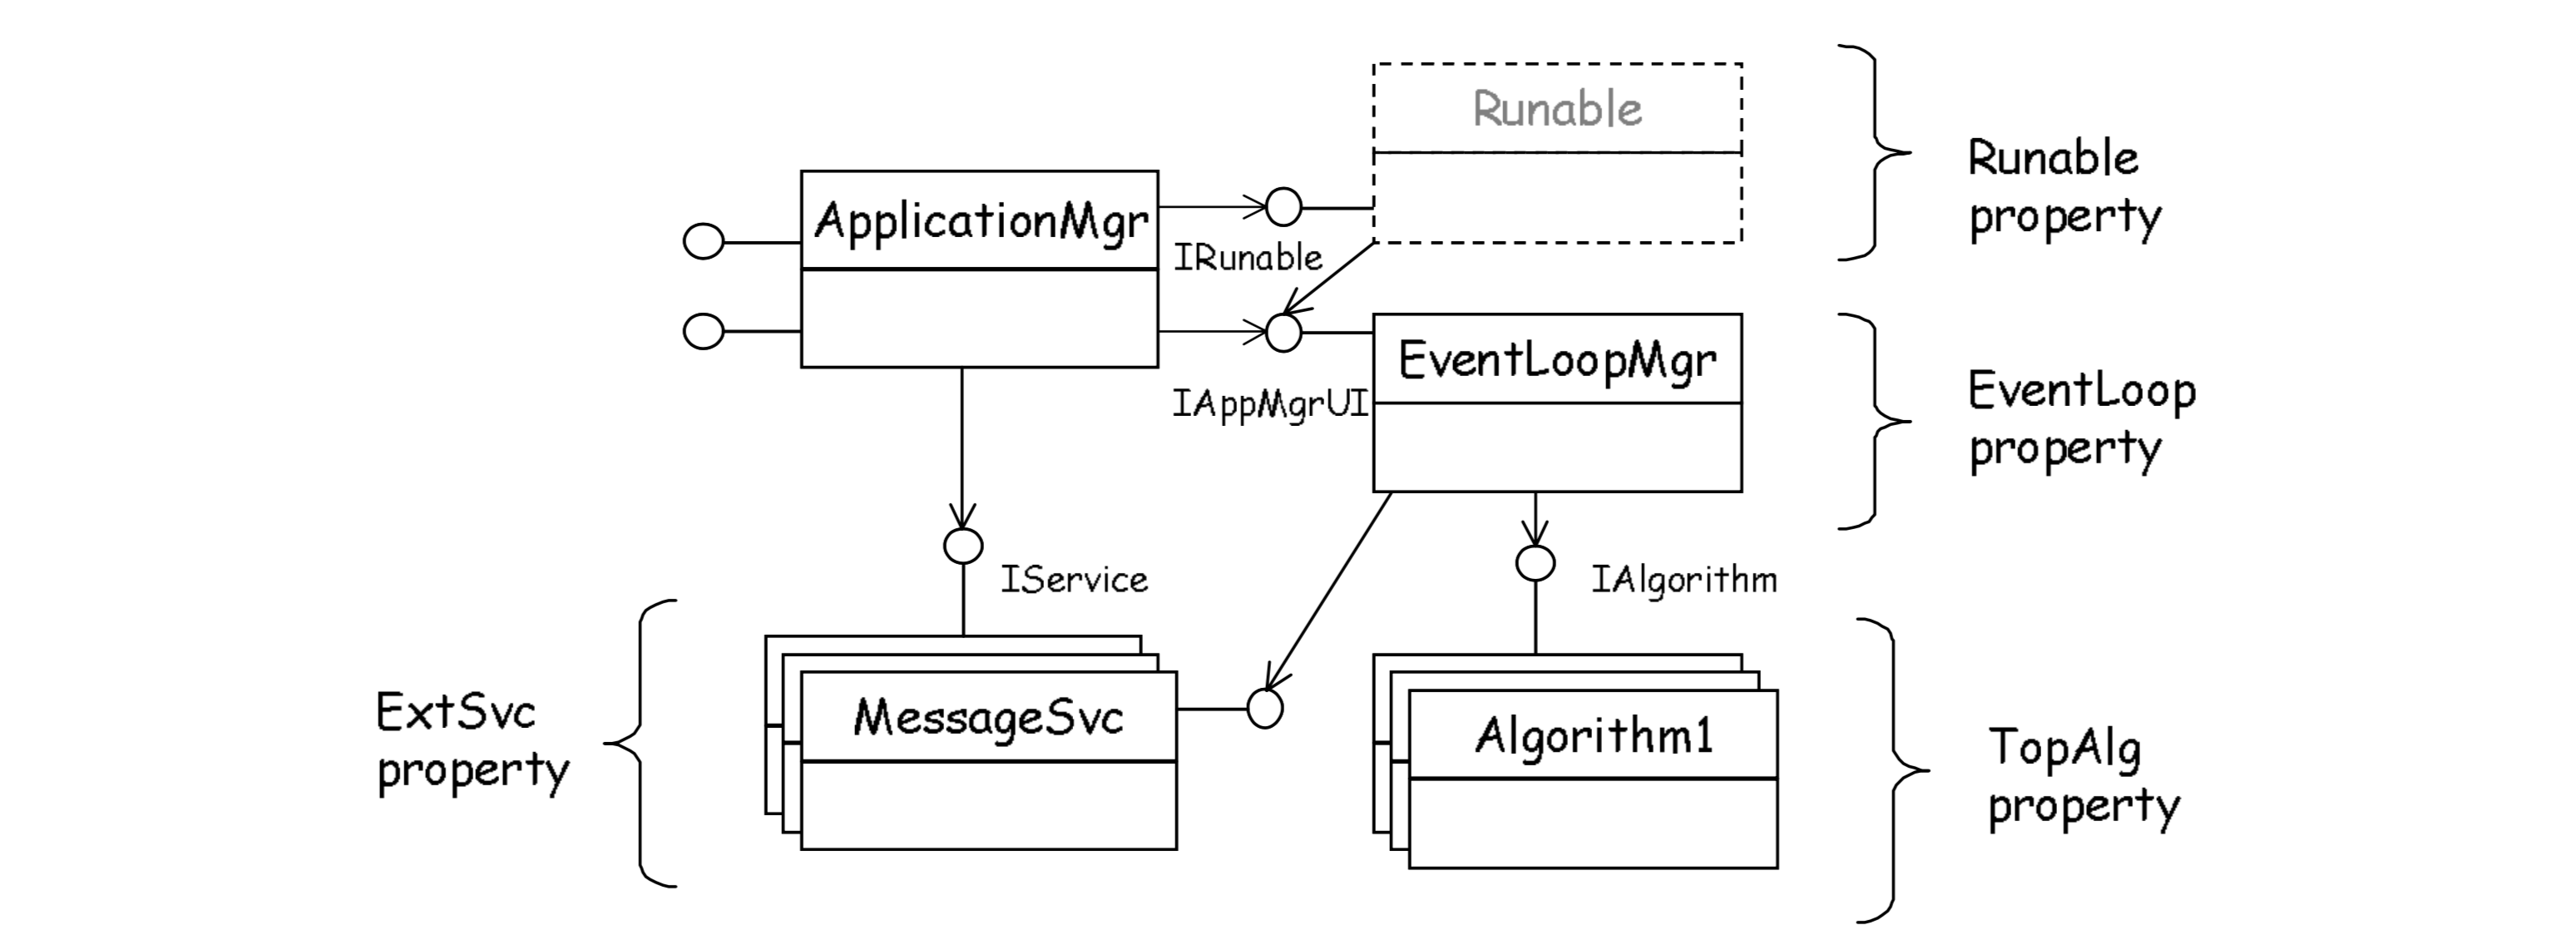 Runable
Runable
property
ApplicationMgr
IRunable
EventLoopMgr
IAppMgrUI
EventLoop
property
IService
IAlgorithm
ExtSvc
property
MessageSvc
Algorithm1
TopAlg
property